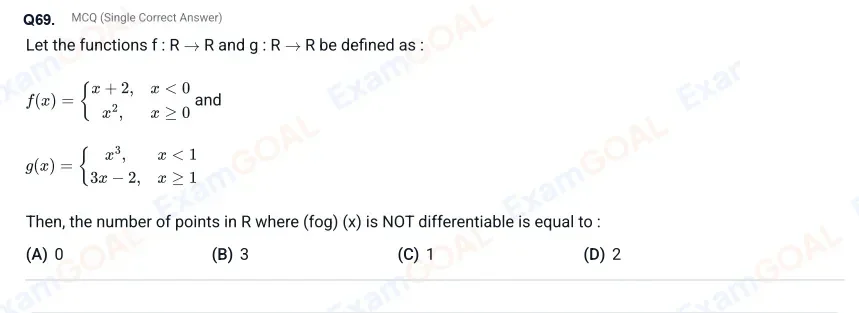 Q69. MCQ (Single Correct Answer)
Let the functions f : R → R and g : R → R be defined as :
f(x) = { x + 2, x < 0
x², x ≥ 0 and
g(x) = { x³, x < 1
3x − 2, x ≥ 1
Then, the number of points in R where (fog) (x) is NOT differentiable is equal to :
(A) 0 (B) 3 (C) 1 (D) 2
ExamGOAL